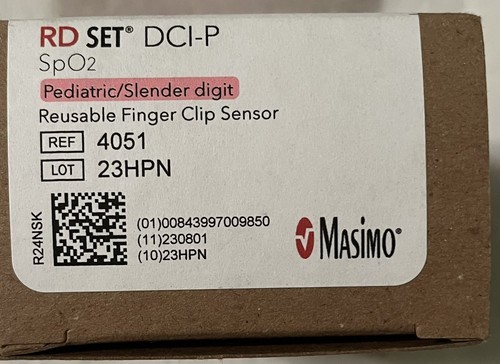 RD SET® DCI-P
SpO2
Pediatric/Slender digit
Reusable Finger Clip Sensor
REF 4051
LOT 23HPN
R24NSK
(01)00843997009850
(11)230801
(10)23HPN
Masimo®